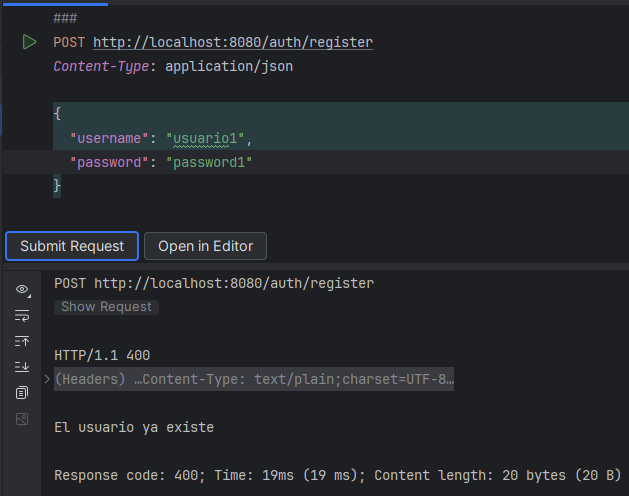 ###
POST http://localhost:8080/auth/register
Content-Type: application/json
{
"username": "usuario1",
"password": "password1"
}
Submit Request
Open in Editor
POST http://localhost:8080/auth/register
Show Request
HTTP/1.1 400
(Headers) …Content-Type: text/plain;charset=UTF-8…
El usuario ya existe
Response code: 400; Time: 19ms (19 ms); Content length: 20 bytes (20 B)